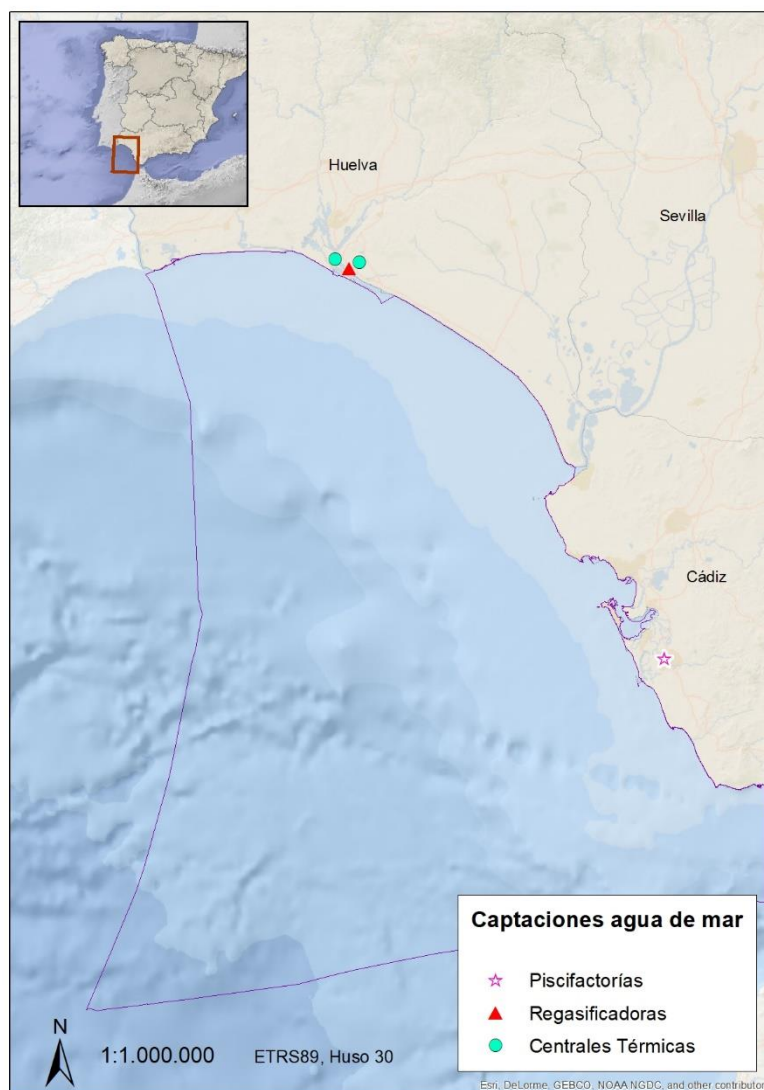 Huelva
Sevilla
Cádiz
Captaciones agua de mar
Piscifactorías
Regasificadoras
Centrales Térmicas
N
1:1.000.000
ETRS89, Huso 30
Esri, DeLorme, GEBCO, NOAA NGDC, and other contributor